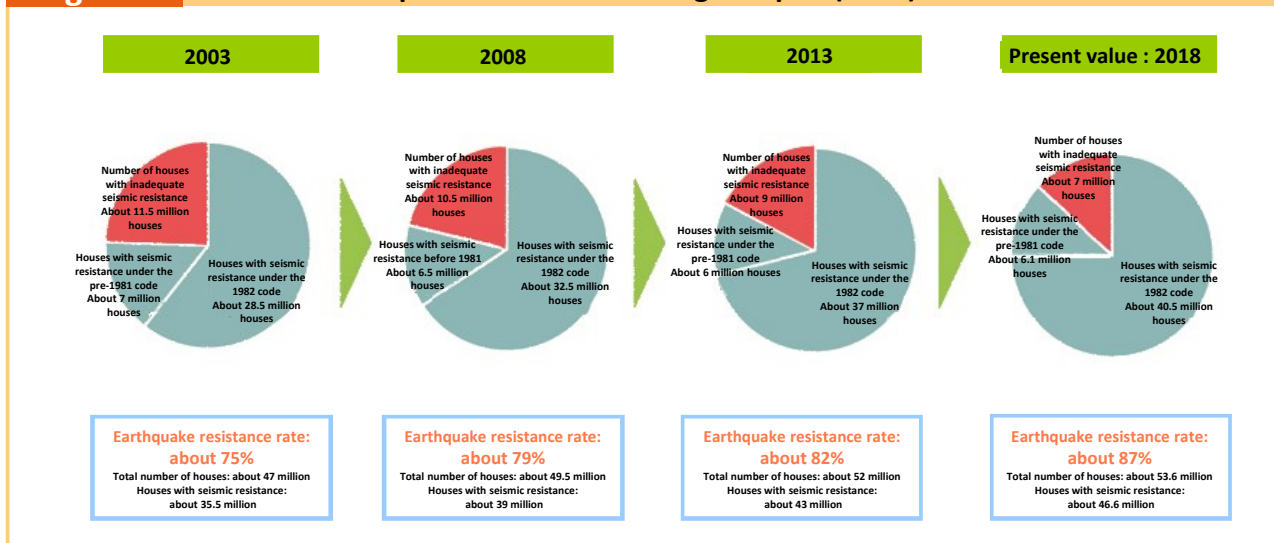 2003
2008
2013
Present value : 2018
Number of houses
with inadequate
seismic resistance
About 11.5 million
houses
Houses with seismic
resistance under the
pre-1981 code
About 7 million
houses
Houses with seismic
resistance under the
1982 code
About 28.5 million
houses
Number of houses
with inadequate
seismic resistance
About 10.5 million
houses
Houses with seismic
resistance before 1981
About 6.5 million
houses
Houses with seismic
resistance under the
1982 code
About 32.5 million
houses
Number of houses
with inadequate
seismic resistance
About 9 million
houses
Houses with seismic
resistance under the
pre-1981 code
About 6 million houses
Houses with seismic
resistance under the
1982 code
About 37 million
houses
Number of houses
with inadequate
seismic resistance
About 7 million
houses
Houses with seismic
resistance under the
pre-1981 code
About 6.1 million
houses
Houses with seismic
resistance under the
1982 code
About 40.5 million
houses
Earthquake resistance rate:
about 75%
Total number of houses: about 47 million
Houses with seismic resistance:
about 35.5 million
Earthquake resistance rate:
about 79%
Total number of houses: about 49.5 million
Houses with seismic resistance:
about 39 million
Earthquake resistance rate:
about 82%
Total number of houses: about 52 million
Houses with seismic resistance:
about 43 million
Earthquake resistance rate:
about 87%
Total number of houses: about 53.6 million
Houses with seismic resistance:
about 46.6 million